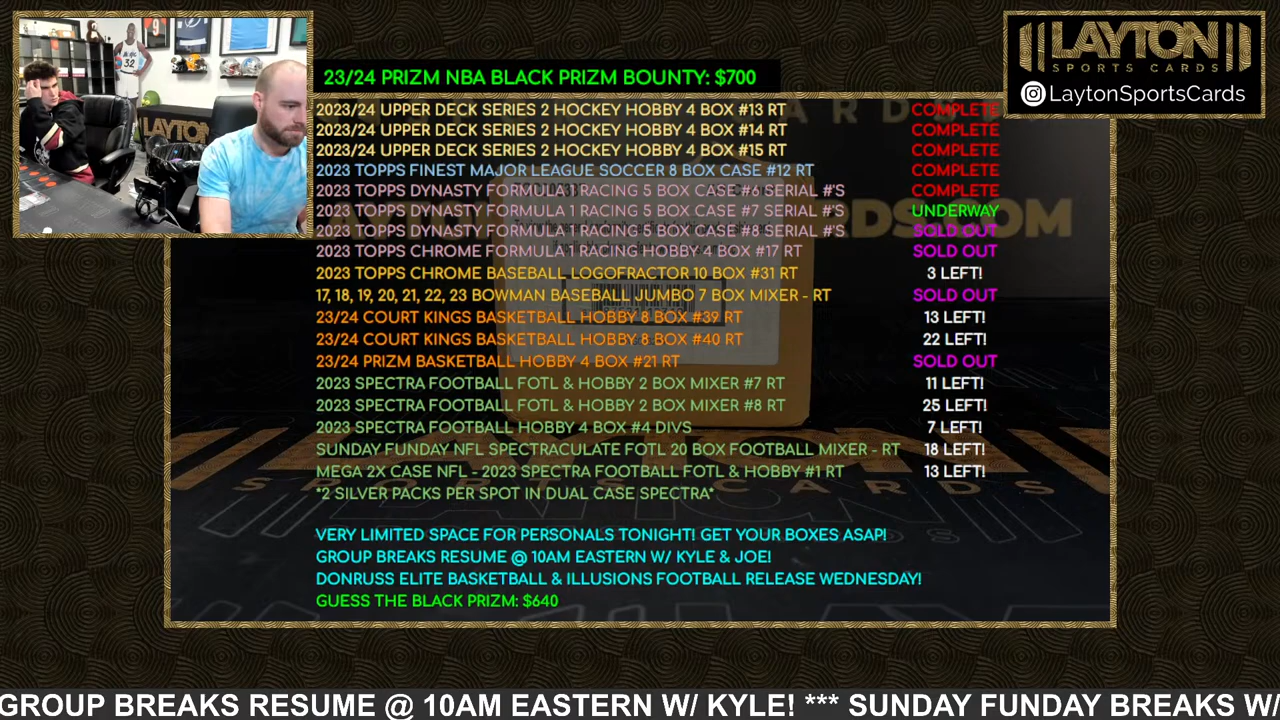 LAYTON
SPORTS CARDS
LaytonSportsCards
23/24 PRIZM NBA BLACK PRIZM BOUNTY: $700
2023/24 UPPER DECK SERIES 2 HOCKEY HOBBY 4 BOX #13 RT COMPLETE
2023/24 UPPER DECK SERIES 2 HOCKEY HOBBY 4 BOX #14 RT COMPLETE
2023/24 UPPER DECK SERIES 2 HOCKEY HOBBY 4 BOX #15 RT COMPLETE
2023 TOPPS FINEST MAJOR LEAGUE SOCCER 8 BOX CASE #12 RT COMPLETE
2023 TOPPS DYNASTY FORMULA 1 RACING 5 BOX CASE #6 SERIAL #'S COMPLETE
2023 TOPPS DYNASTY FORMULA 1 RACING 5 BOX CASE #7 SERIAL #'S UNDERWAY
2023 TOPPS DYNASTY FORMULA 1 RACING 5 BOX CASE #8 SERIAL #'S SOLD OUT
2023 TOPPS CHROME FORMULA 1 RACING HOBBY 4 BOX #17 RT SOLD OUT
2023 TOPPS CHROME BASEBALL LOGOFRACTOR 10 BOX #31 RT 3 LEFT!
17, 18, 19, 20, 21, 22, 23 BOWMAN BASEBALL JUMBO 7 BOX MIXER - RT SOLD OUT
23/24 COURT KINGS BASKETBALL HOBBY 8 BOX #39 RT 13 LEFT!
23/24 COURT KINGS BASKETBALL HOBBY 8 BOX #40 RT 22 LEFT!
23/24 PRIZM BASKETBALL HOBBY 4 BOX #21 RT SOLD OUT
2023 SPECTRA FOOTBALL FOTL & HOBBY 2 BOX MIXER #7 RT 11 LEFT!
2023 SPECTRA FOOTBALL FOTL & HOBBY 2 BOX MIXER #8 RT 25 LEFT!
2023 SPECTRA FOOTBALL HOBBY 4 BOX #4 DIVS 7 LEFT!
SUNDAY FUNDAY NFL SPECTRACULATE FOTL 20 BOX FOOTBALL MIXER - RT 18 LEFT!
MEGA 2X CASE NFL - 2023 SPECTRA FOOTBALL FOTL & HOBBY #1 RT 13 LEFT!
*2 SILVER PACKS PER SPOT IN DUAL CASE SPECTRA*
VERY LIMITED SPACE FOR PERSONALS TONIGHT! GET YOUR BOXES ASAP!
GROUP BREAKS RESUME @ 10AM EASTERN W/ KYLE & JOE!
DONRUSS ELITE BASKETBALL & ILLUSIONS FOOTBALL RELEASE WEDNESDAY!
GUESS THE BLACK PRIZM: $640
GROUP BREAKS RESUME @ 10AM EASTERN W/ KYLE! *** SUNDAY FUNDAY BREAKS W/